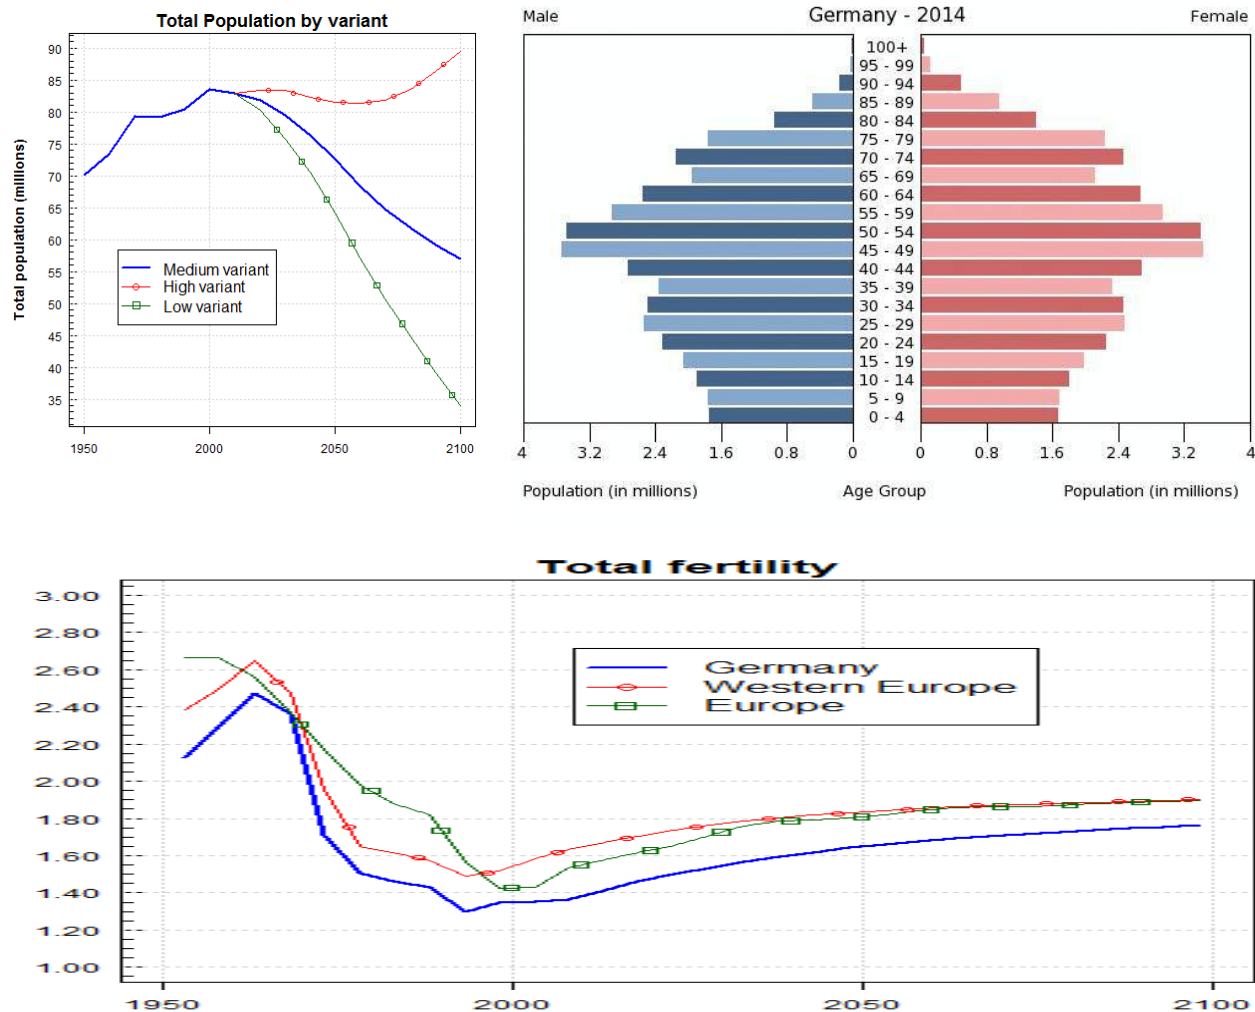 Total Population by variant
Total population (millions)
90
85
80
75
70
65
60
55
50
45
40
35
Medium variant
High variant
Low variant
1950 2000 2050 2100
Male Germany - 2014 Female
100+
95 - 99
90 - 94
85 - 89
80 - 84
75 - 79
70 - 74
65 - 69
60 - 64
55 - 59
50 - 54
45 - 49
40 - 44
35 - 39
30 - 34
25 - 29
20 - 24
15 - 19
10 - 14
5 - 9
0 - 4
4 3.2 2.4 1.6 0.8 0 0 0.8 1.6 2.4 3.2 4
Population (in millions) Age Group Population (in millions)
Total fertility
3.00
2.80
2.60
2.40
2.20
2.00
1.80
1.60
1.40
1.20
1.00
Germany
Western Europe
Europe
1950 2000 2050 2100